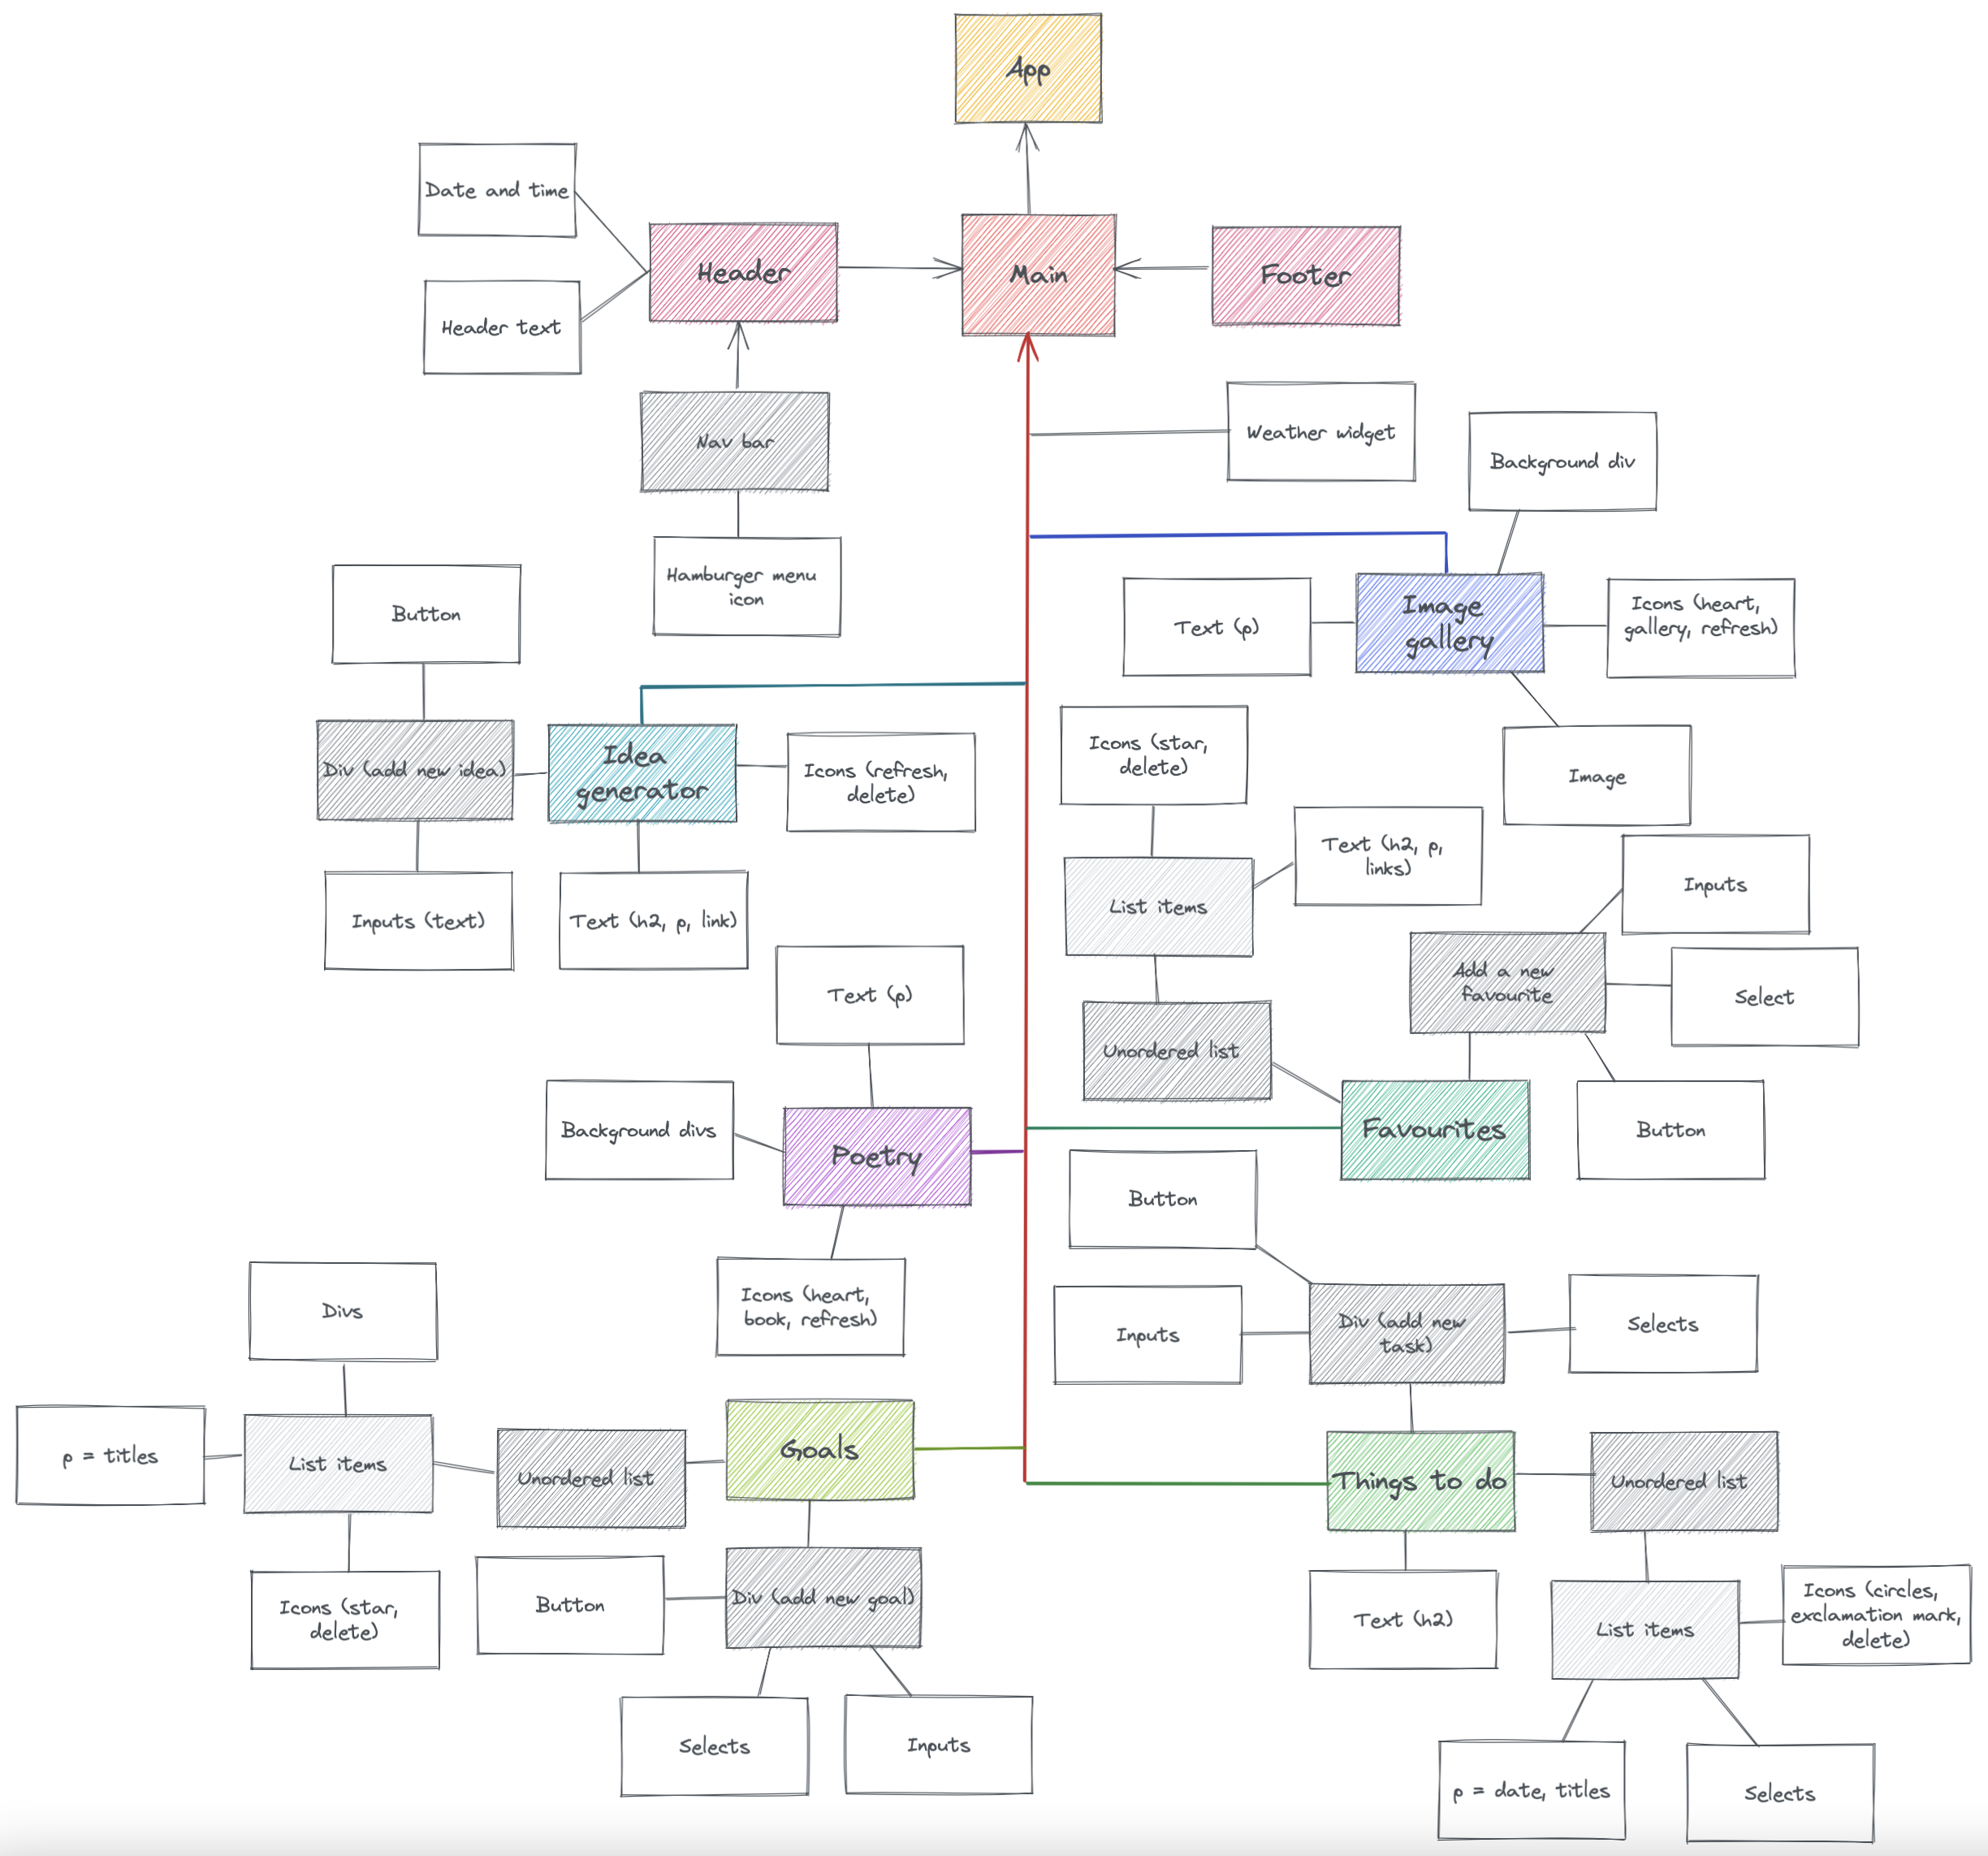 App
Date and time
Header
Main
Footer
Header text
Nav bar
Weather widget
Background div
Hamburger menu
icon
Button
Text (p)
Image
gallery
Icons (heart,
gallery, refresh)
Div (add new idea)
Idea
generator
Icons (refresh,
delete)
Icons (star,
delete)
Image
Text (h2, p,
links)
Inputs (text)
Text (h2, p, link)
List items
Inputs
Add a new
favourite
Select
Text (p)
Unordered list
Background divs
Poetry
Favourites
Button
Button
Icons (heart,
book, refresh)
Divs
Inputs
Div (add new
task)
Selects
p = titles
List items
Unordered list
Goals
Things to do
Unordered list
Icons (star,
delete)
Button
Div (add new goal)
Text (h2)
List items
Icons (circles,
exclamation mark,
delete)
Selects
Inputs
p = date, titles
Selects